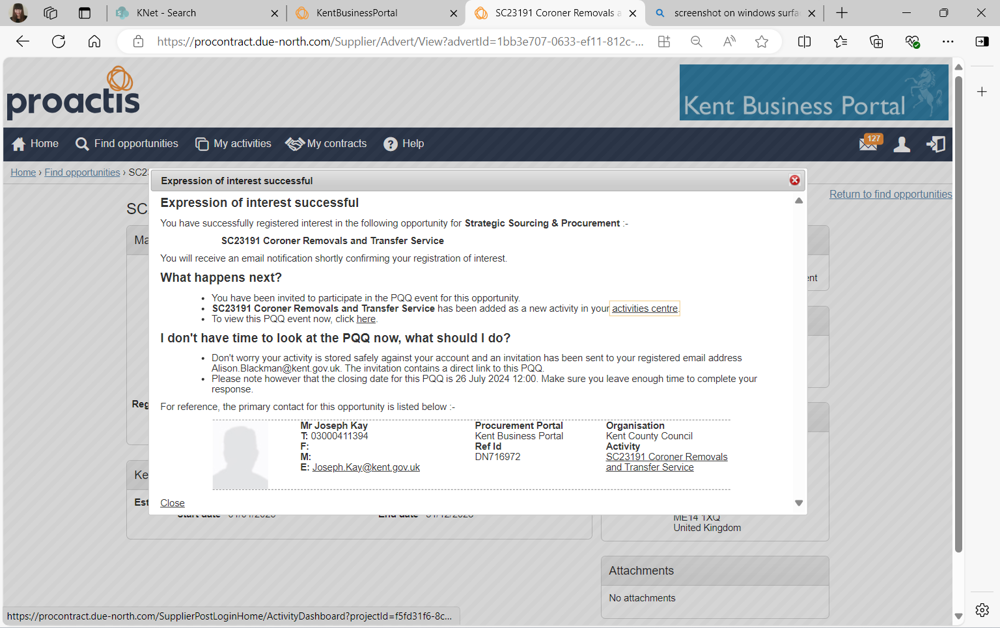 KNet - Search
KentBusinessPortal
SC23191 Coroner Removals a
screenshot on windows surfa
https://procontract.due-north.com/Supplier/Advert/View?advertId=1bb3e707-0633-ef11-812c-...
proactis
Kent Business Portal
Home
Find opportunities
My activities
My contracts
? Help
127
Home › Find opportunities › SC23
Return to find opportunities
Expression of interest successful
SC
Expression of interest successful
You have successfully registered interest in the following opportunity for Strategic Sourcing & Procurement :-
Ma
SC23191 Coroner Removals and Transfer Service
You will receive an email notification shortly confirming your registration of interest.
What happens next?
ent
• You have been invited to participate in the PQQ event for this opportunity.
• SC23191 Coroner Removals and Transfer Service has been added as a new activity in your activities centre.
• To view this PQQ event now, click here.
I don't have time to look at the PQQ now, what should I do?
• Don't worry your activity is stored safely against your account and an invitation has been sent to your registered email address
Alison.Blackman@kent.gov.uk. The invitation contains a direct link to this PQQ.
• Please note however that the closing date for this PQQ is 26 July 2024 12:00. Make sure you leave enough time to complete your
response.
Reg
For reference, the primary contact for this opportunity is listed below :-
Mr Joseph Kay
T: 03000411394
F:
M:
E: Joseph.Kay@kent.gov.uk
Procurement Portal
Kent Business Portal
Ref Id
DN716972
Organisation
Kent County Council
Activity
SC23191 Coroner Removals
and Transfer Service
Ke
Est
Close
Start date
End date
ME14 1XQ
United Kingdom
Attachments
No attachments
https://procontract.due-north.com/SupplierPostLoginHome/ActivityDashboard?projectId=f5fd31f6-8c...